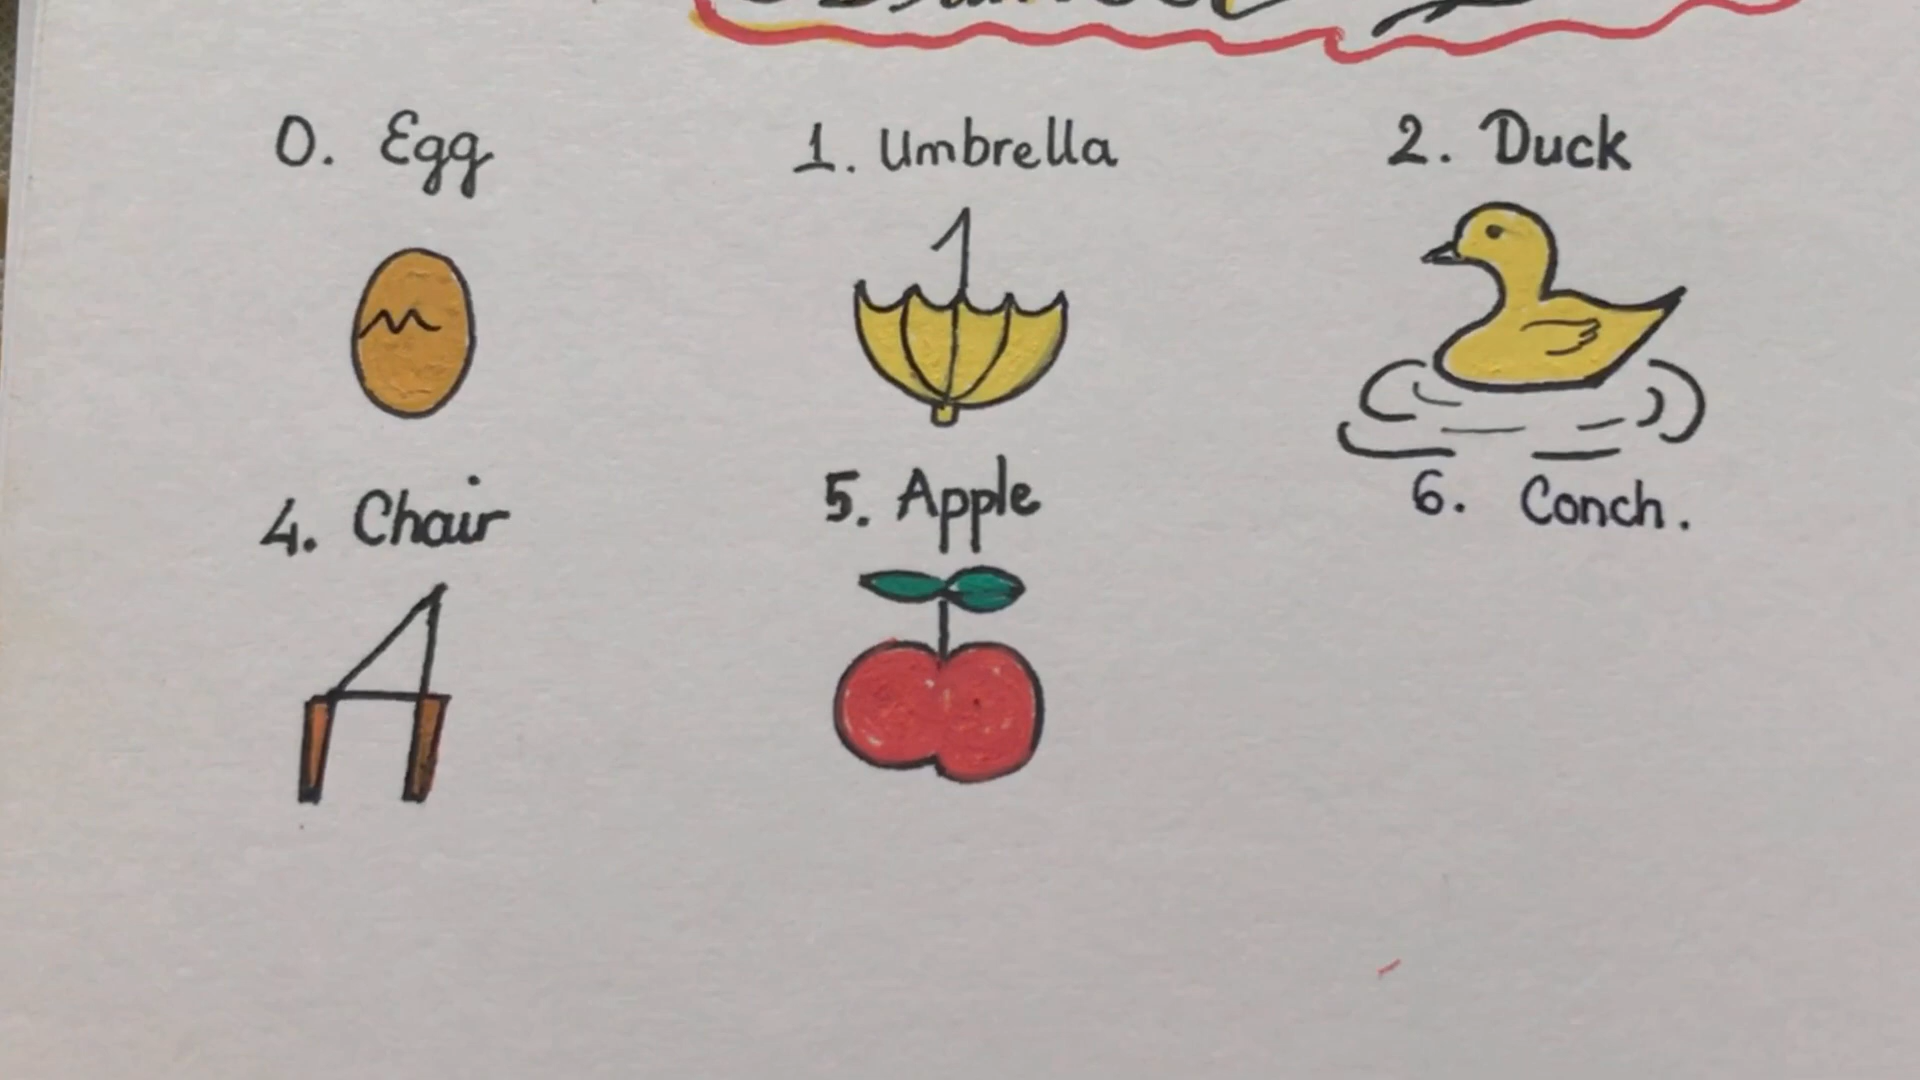 0. Egg
1. Umbrella
2. Duck
4. Chair
5. Apple
6. Conch.